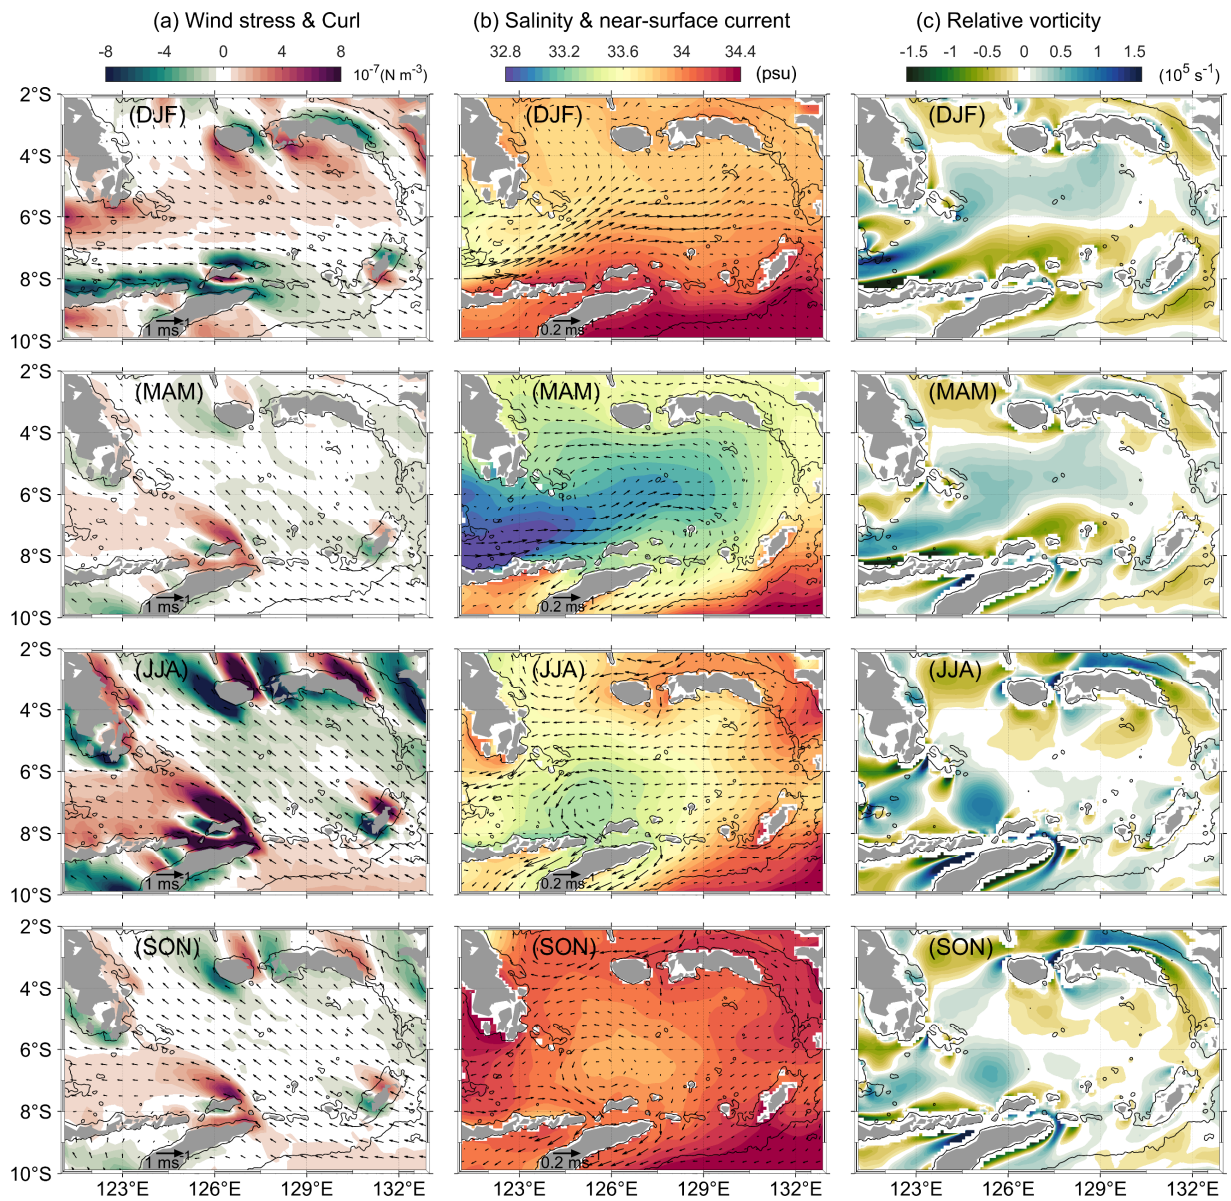 (a) Wind stress & Curl (b) Salinity & near-surface current (c) Relative vorticity
-8 -4 0 4 8 10⁻⁷(N m⁻³) 32.8 33.2 33.6 34 34.4 (psu) -1.5 -1 -0.5 0 0.5 1 1.5 (10⁵ s⁻¹)
2°S (DJF) (DJF) (DJF)
4°S
6°S
8°S
10°S 1 ms⁻¹ 0.2 ms⁻¹
2°S (MAM) (MAM) (MAM)
4°S
6°S
8°S
10°S 1 ms⁻¹ 0.2 ms⁻¹
2°S (JJA) (JJA) (JJA)
4°S
6°S
8°S
10°S 1 ms⁻¹ 0.2 ms⁻¹
2°S (SON) (SON) (SON)
4°S
6°S
8°S
10°S 1 ms⁻¹ 0.2 ms⁻¹
123°E 126°E 129°E 132°E 123°E 126°E 129°E 132°E 123°E 126°E 129°E 132°E